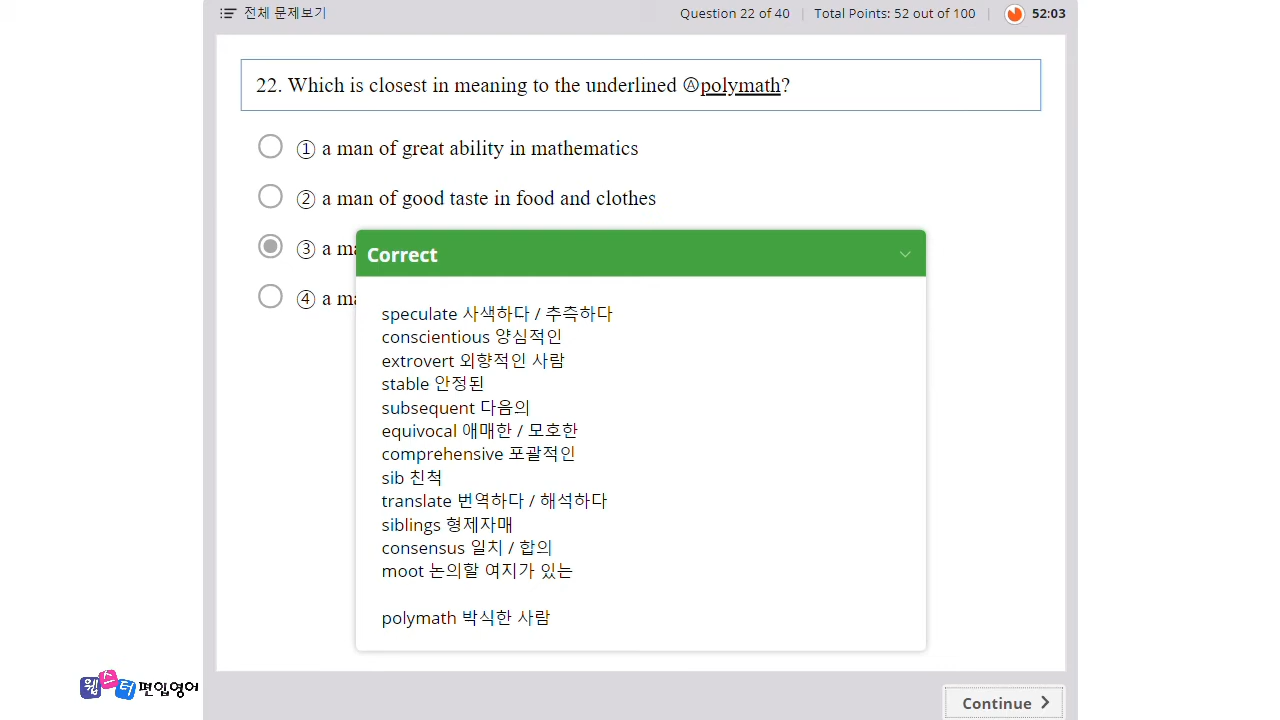 전체 문제보기
Question 22 of 40
Total Points: 52 out of 100
52:03
22. Which is closest in meaning to the underlined Ⓐpolymath?
① a man of great ability in mathematics
② a man of good taste in food and clothes
③ a
④ a
Correct
speculate 사색하다 / 추측하다
conscientious 양심적인
extrovert 외향적인 사람
stable 안정된
subsequent 다음의
equivocal 애매한 / 모호한
comprehensive 포괄적인
sib 친척
translate 번역하다 / 해석하다
siblings 형제자매
consensus 일치 / 합의
moot 논의할 여지가 있는
polymath 박식한 사람
웹스터편입영어
Continue